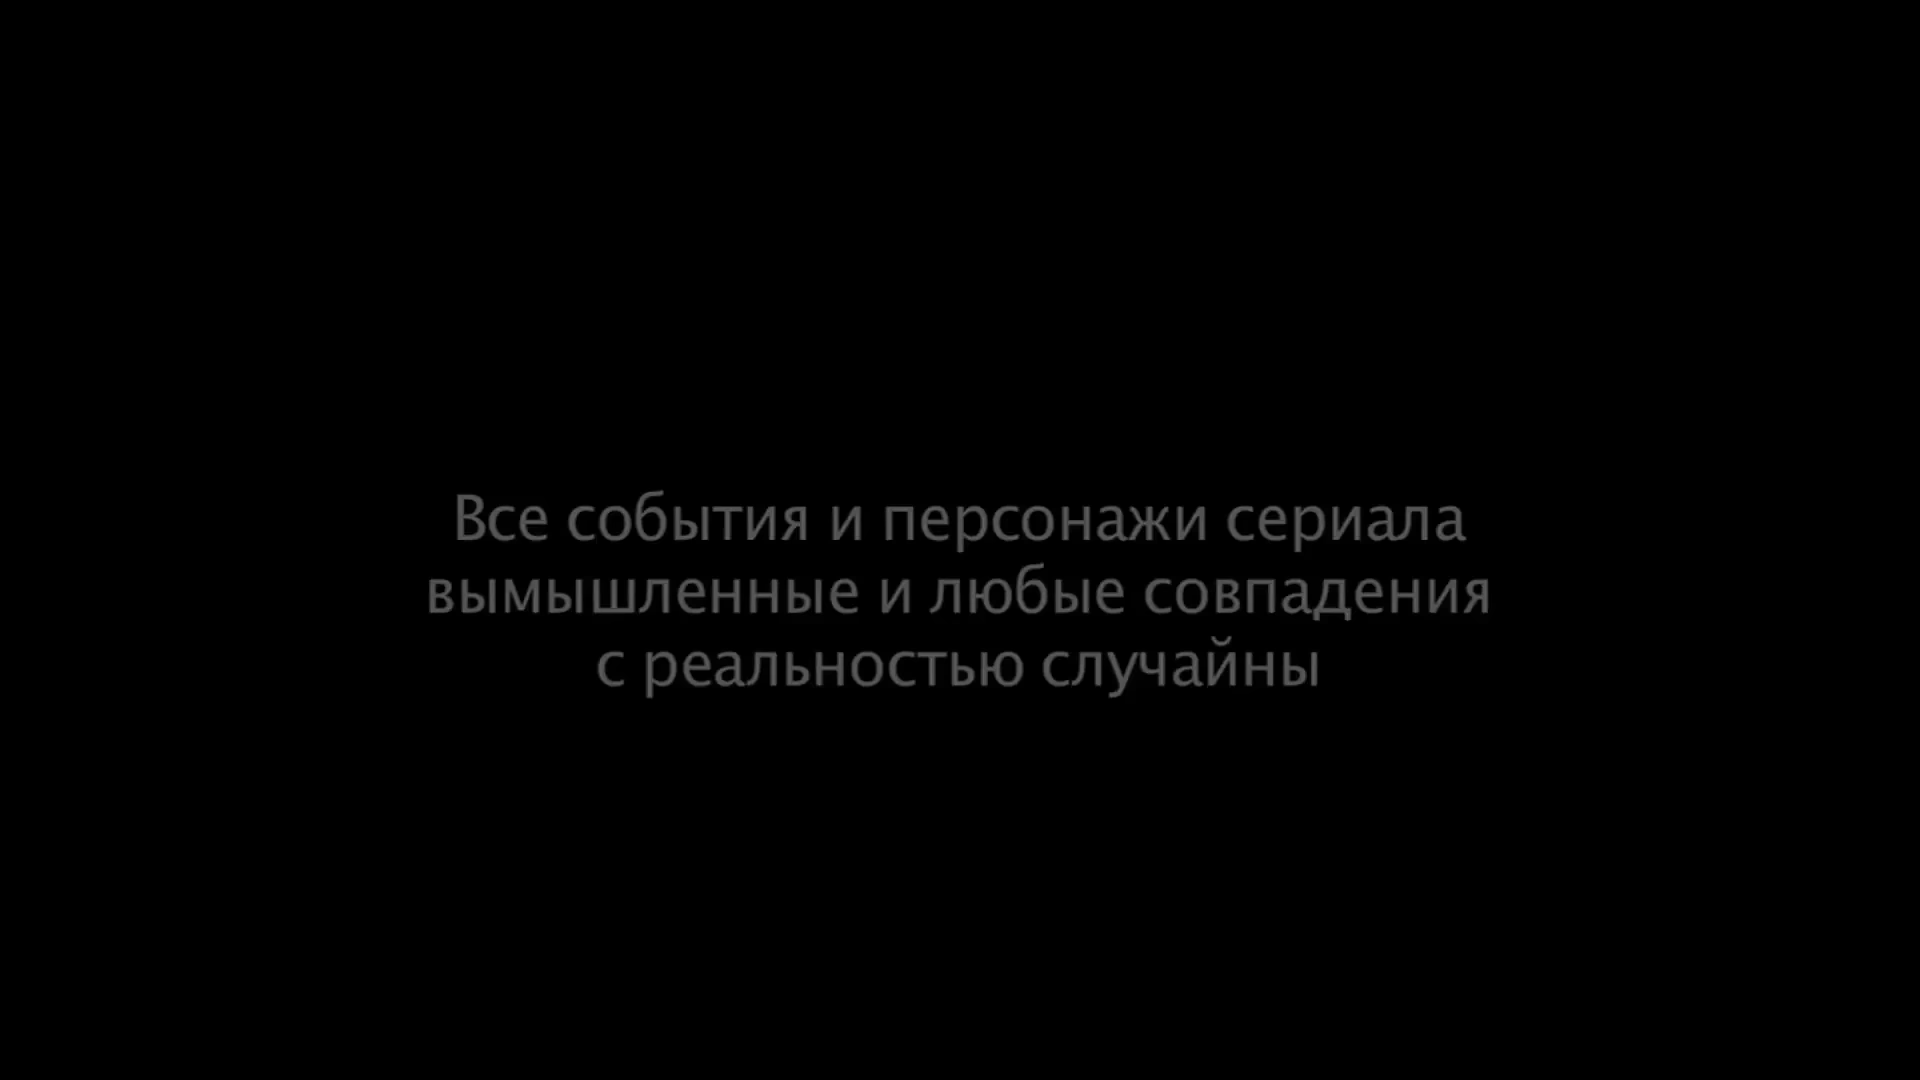 Все события и персонажи сериала
вымышленные и любые совпадения
с реальностью случайны